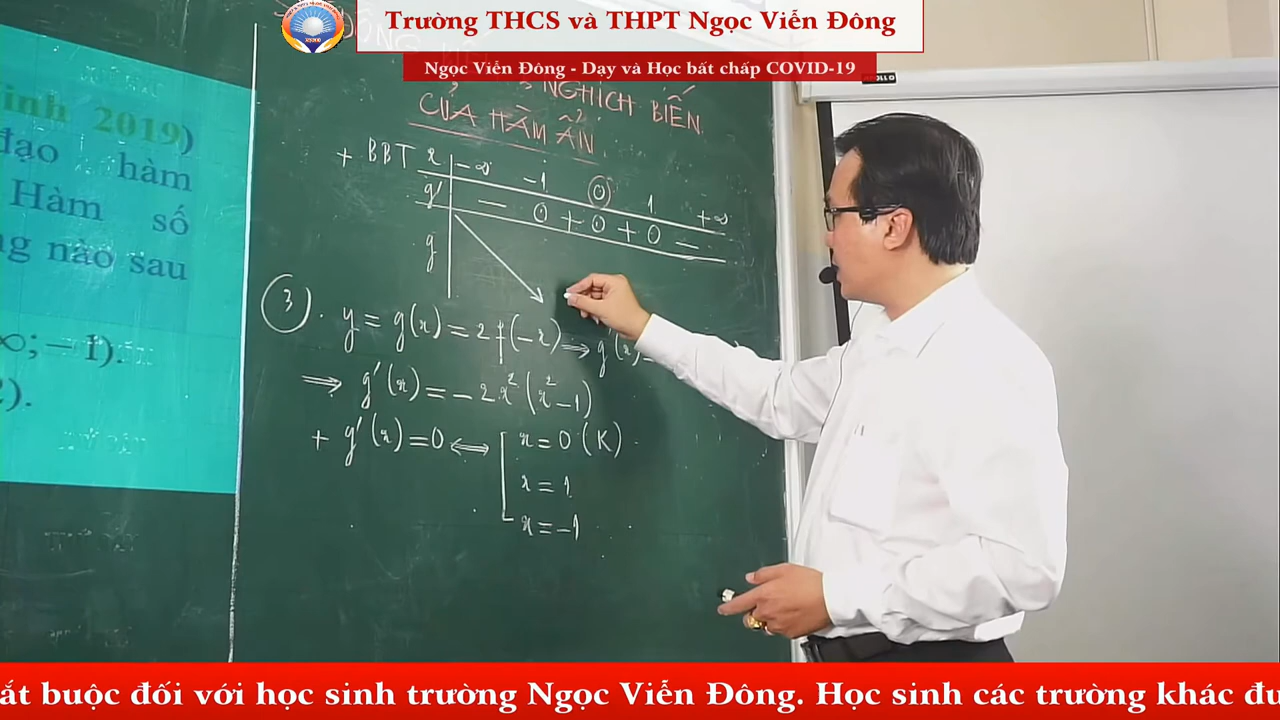 Trường THCS và THPT Ngọc Viễn Đông
Ngọc Viễn Đông - Dạy và Học bất chấp COVID-19
inh 2019)
đạo hàm
Hàm số
g nào sau
∞;−1).
2).
NGHỊCH BIẾN
CỦA HÀM ẨN.
+ BBT x −∞ −1 0 1 +∞
g' − 0 + 0 + 0 −
g
3. y = g(x) = 2f(−x) ⟹ g'(x) =
⟹ g'(x) = −2x²(x²−1)
+ g'(x) = 0 ⟺ x = 0 (K)
x = 1
x = −1
APOLLO
ắt buộc đối với học sinh trường Ngọc Viễn Đông. Học sinh các trường khác đư